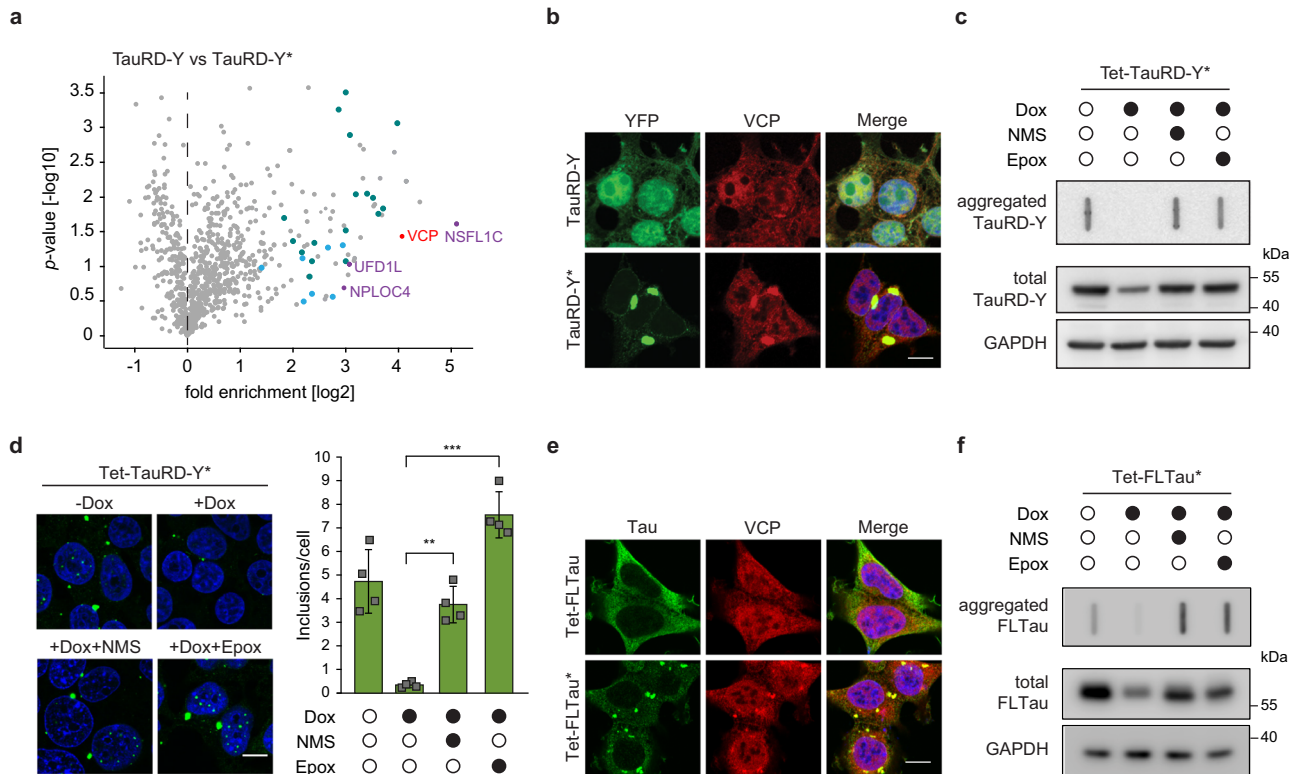 a
TauRD-Y vs TauRD-Y*
3.5
3
2.5
2
1.5
1
0.5
0
p-value [-log10]
VCP
NSFL1C
UFD1L
NPLOC4
-1 0 1 2 3 4 5
fold enrichment [log2]
b
YFP VCP Merge
TauRD-Y
TauRD-Y*
c
Tet-TauRD-Y*
Dox
NMS
Epox
aggregated
TauRD-Y
kDa
total
TauRD-Y
55
40
GAPDH
40
d
Tet-TauRD-Y*
-Dox +Dox
+Dox+NMS +Dox+Epox
10
9
8
7
6
5
4
3
2
1
0
Inclusions/cell
***
**
Dox
NMS
Epox
e
Tau VCP Merge
Tet-FLTau
Tet-FLTau*
f
Tet-FLTau*
Dox
NMS
Epox
aggregated
FLTau
kDa
total
FLTau
55
GAPDH
40